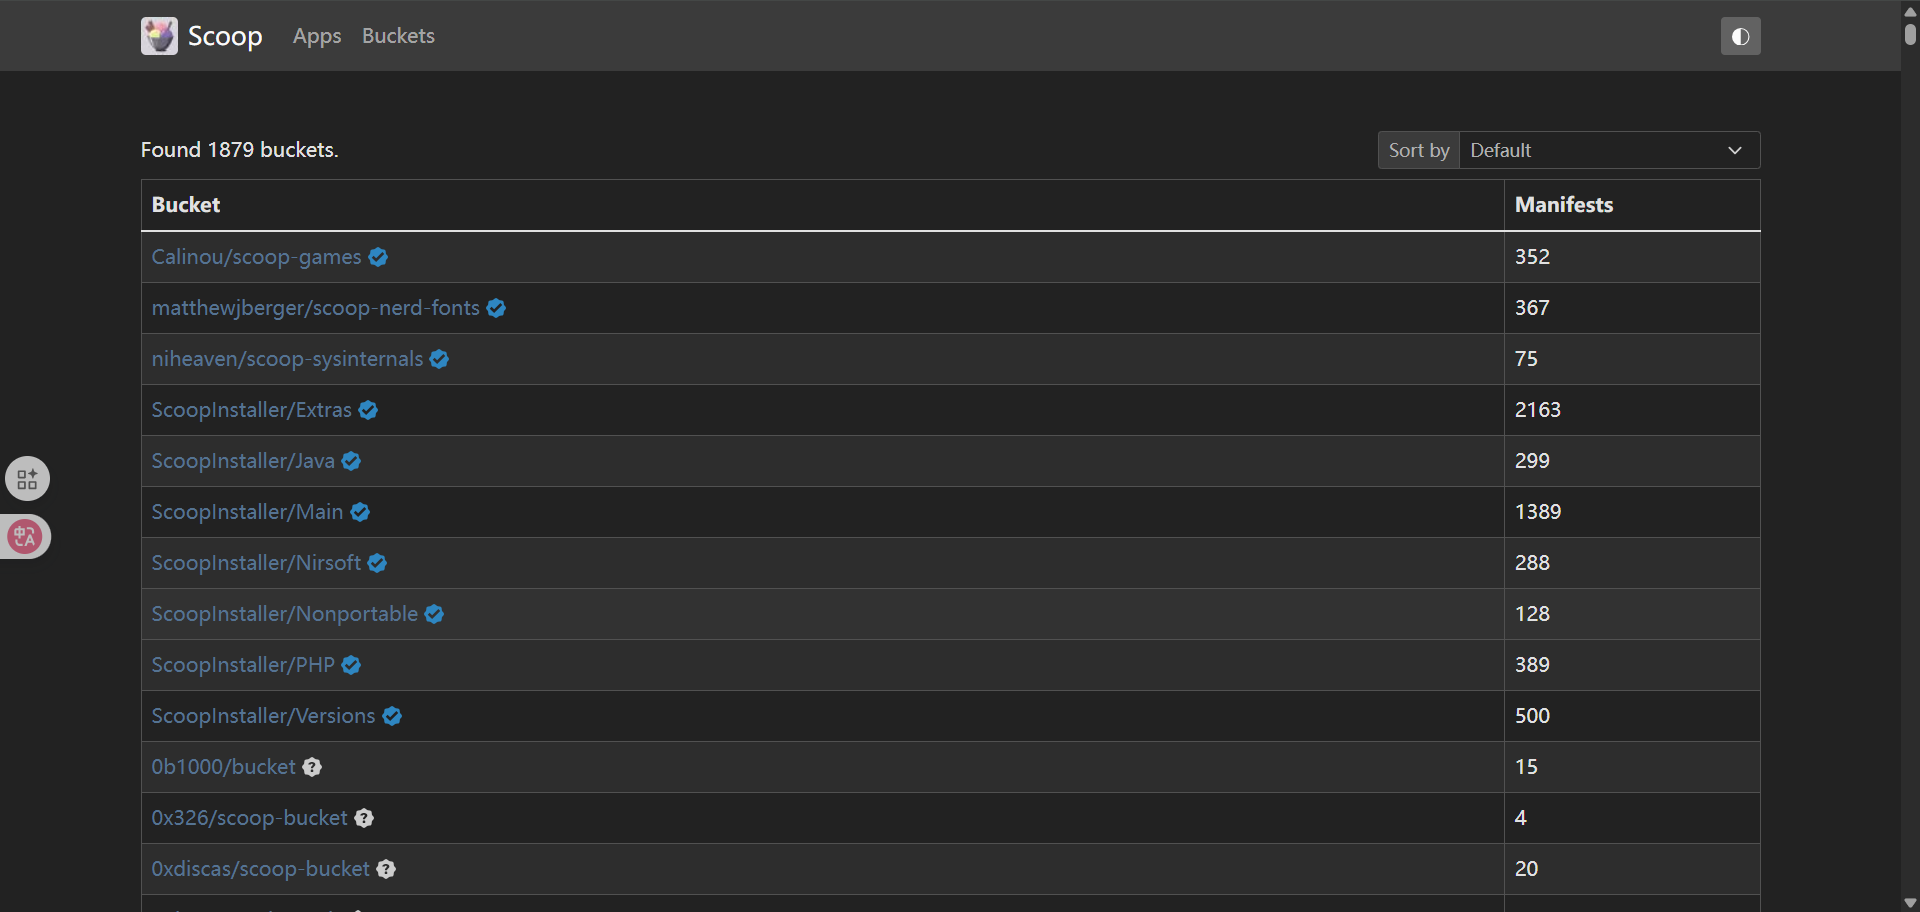 Scoop Apps Buckets
Found 1879 buckets.
Sort by Default
Bucket Manifests
Calinou/scoop-games 352
matthewjberger/scoop-nerd-fonts 367
niheaven/scoop-sysinternals 75
ScoopInstaller/Extras 2163
ScoopInstaller/Java 299
ScoopInstaller/Main 1389
ScoopInstaller/Nirsoft 288
ScoopInstaller/Nonportable 128
ScoopInstaller/PHP 389
ScoopInstaller/Versions 500
0b1000/bucket ? 15
0x326/scoop-bucket ? 4
0xdiscas/scoop-bucket ? 20
中A